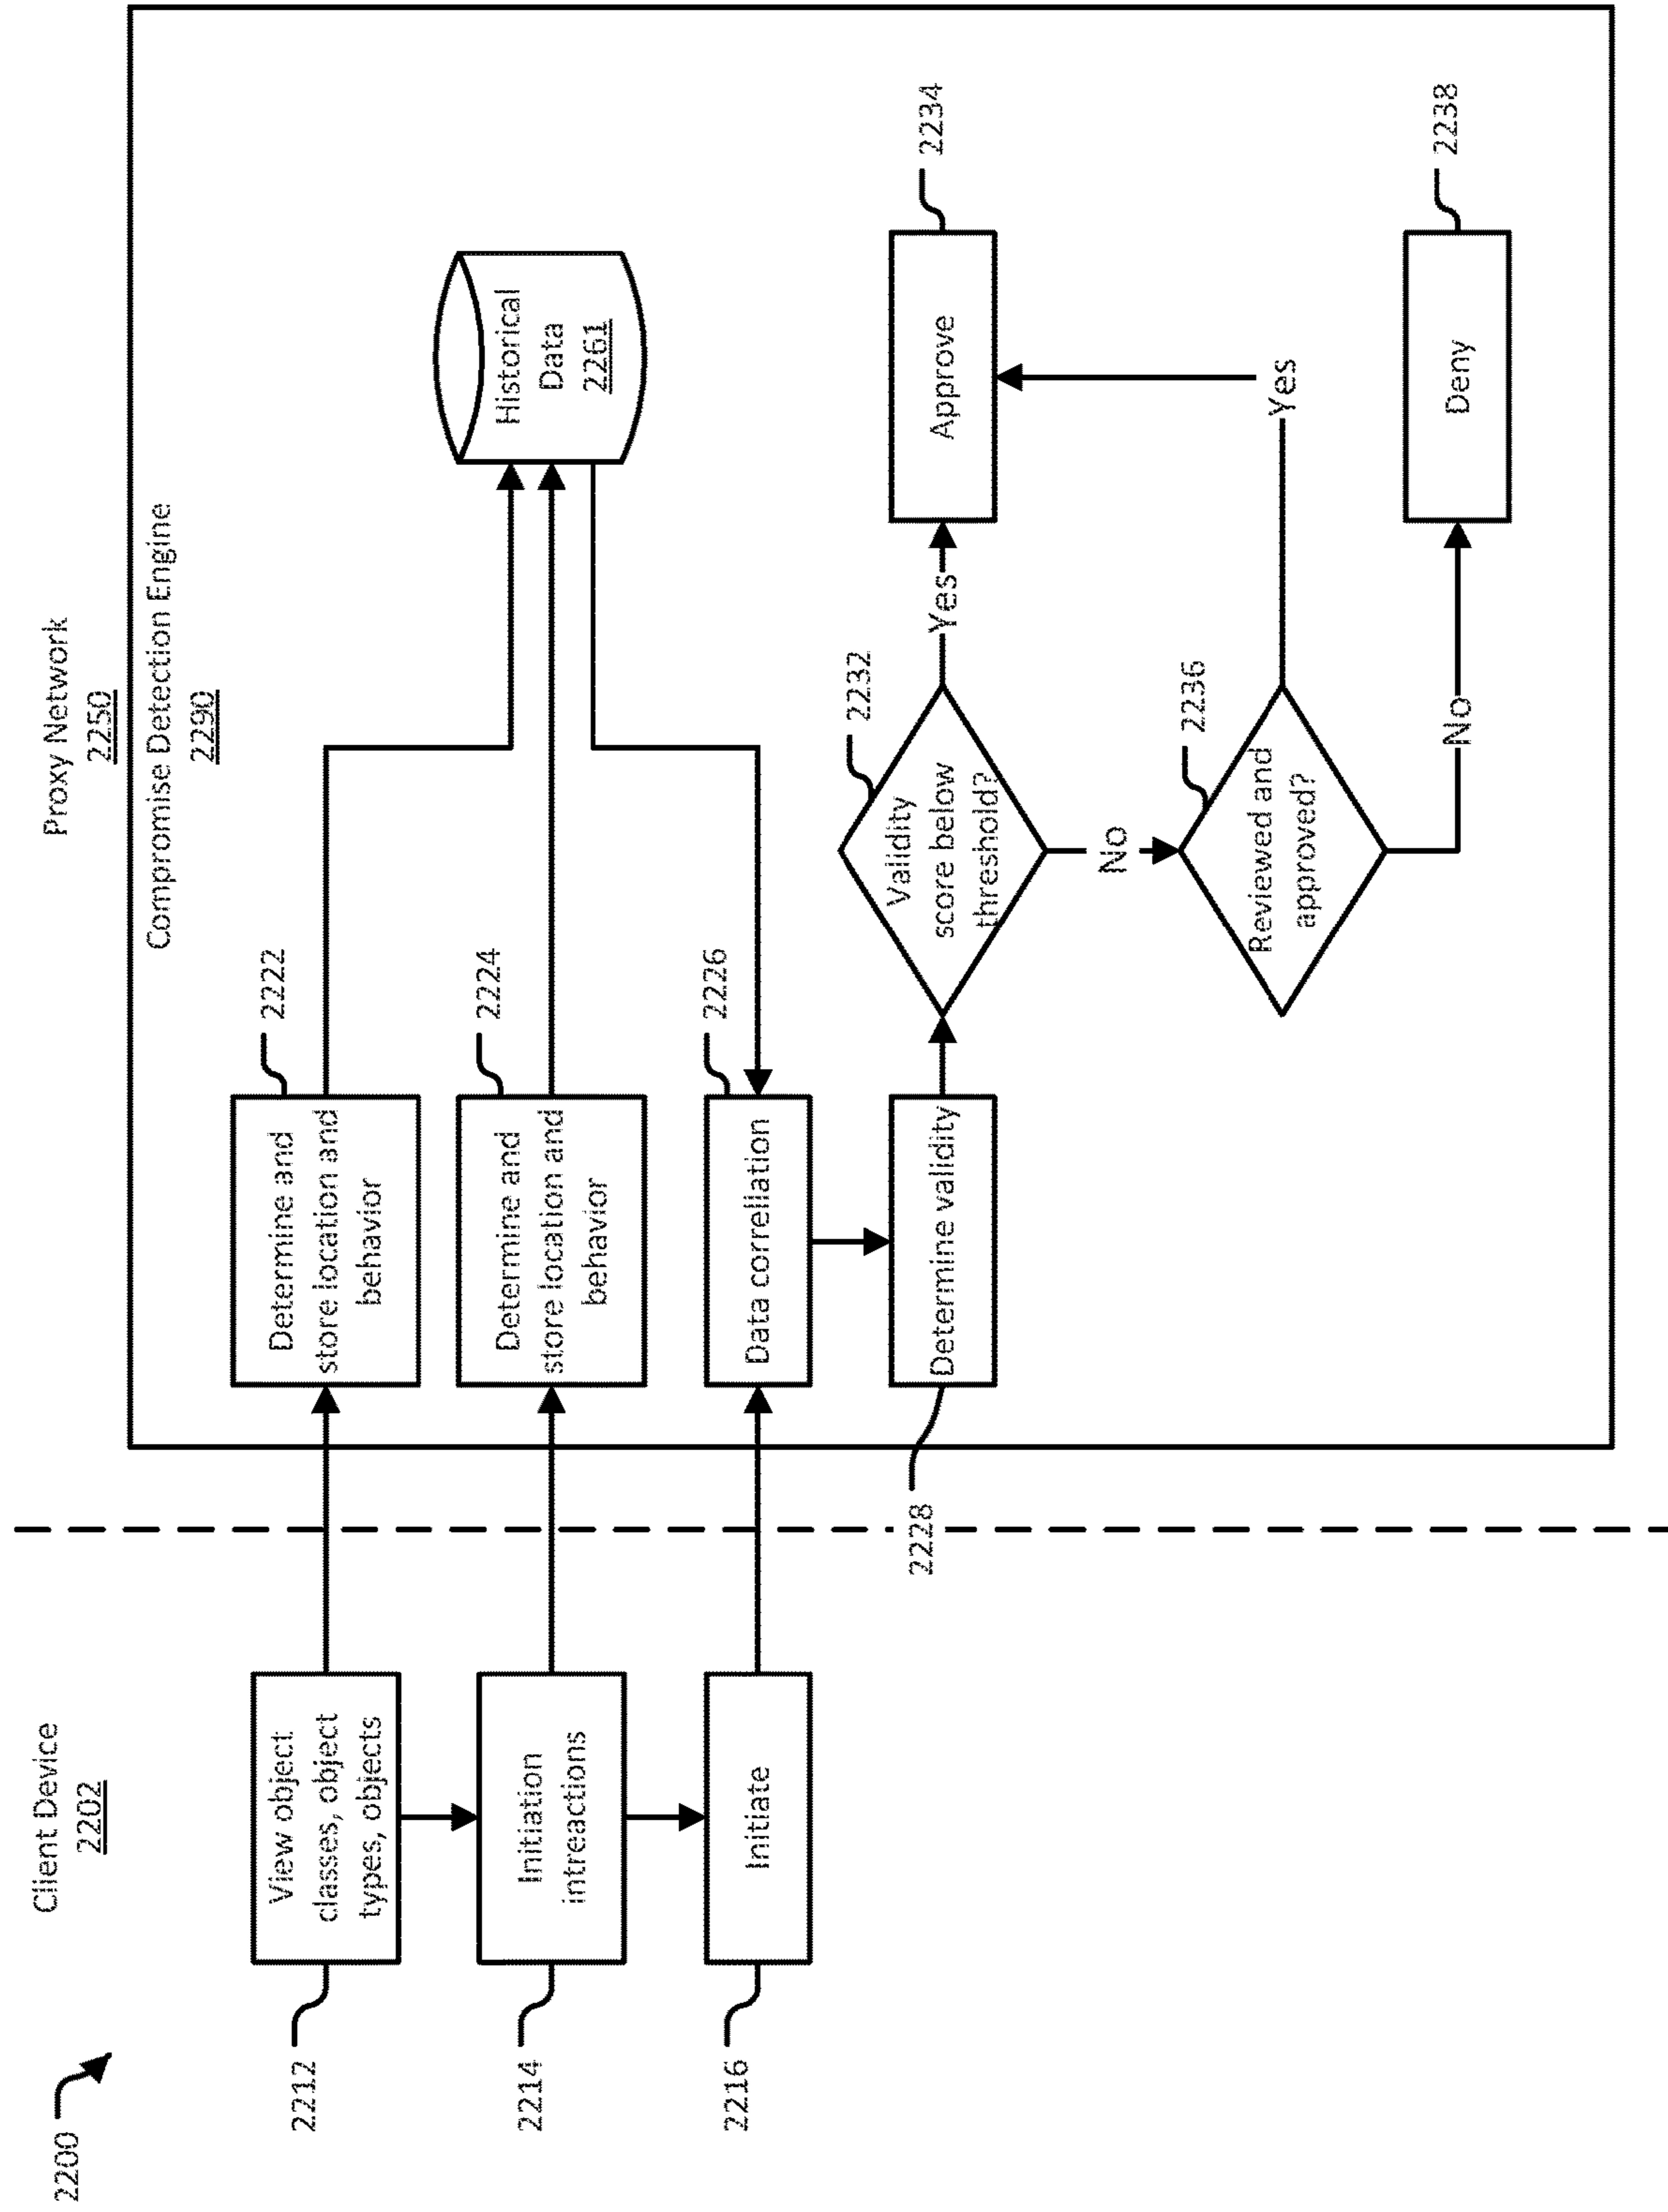 2200
Client Device
2202
Proxy Network
2250
Compromise Detection Engine
2290
2212
View object
classes, object
types, objects
2222
Determine and
store location and
behavior
2214
Initiation
intreactions
2224
Determine and
store location and
behavior
Historical
Data
2261
2216
Initiate
2226
Data correllation
2228
Determine validity
2232
Validity
score below
threshold?
Yes
2234
Approve
No
2236
Reviewed and
approved?
Yes
No
2238
Deny